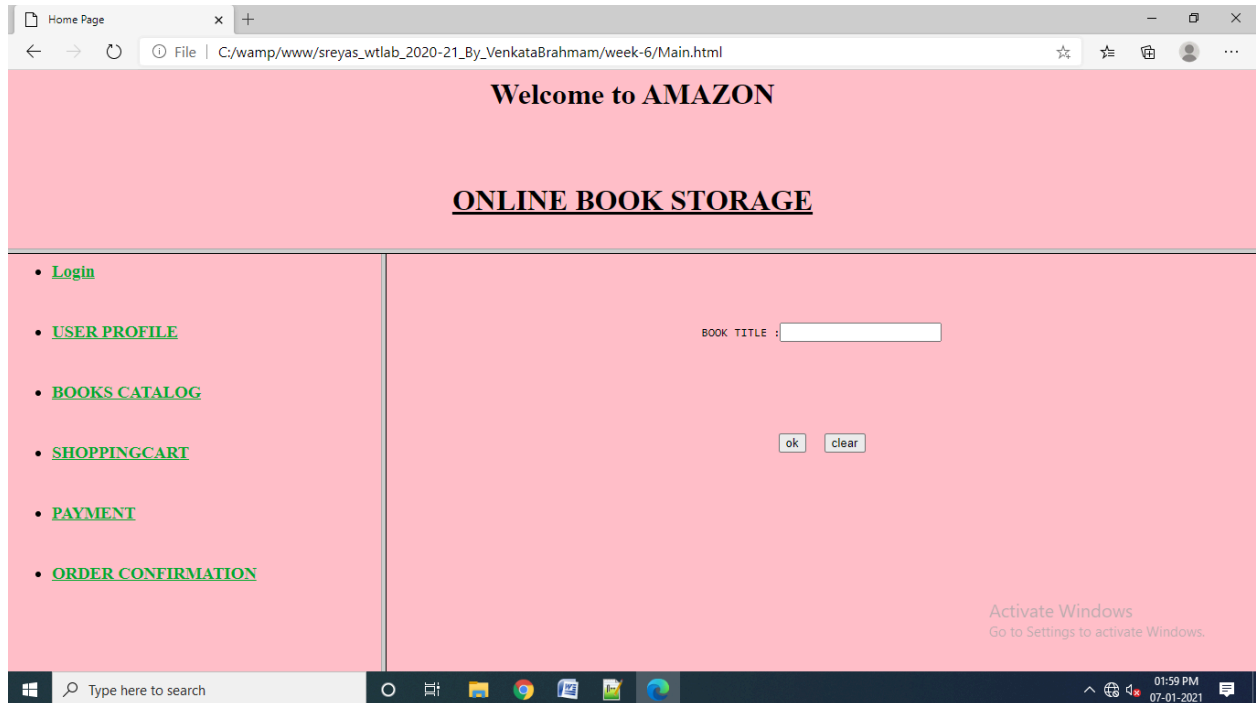 Home Page
File | C:/wamp/www/sreyas_wtlab_2020-21_By_VenkataBrahmam/week-6/Main.html
Welcome to AMAZON
ONLINE BOOK STORAGE
Login
USER PROFILE
BOOKS CATALOG
SHOPPINGCART
PAYMENT
ORDER CONFIRMATION
BOOK TITLE :
ok clear
Activate Windows
Go to Settings to activate Windows.
Type here to search
01:59 PM
07-01-2021